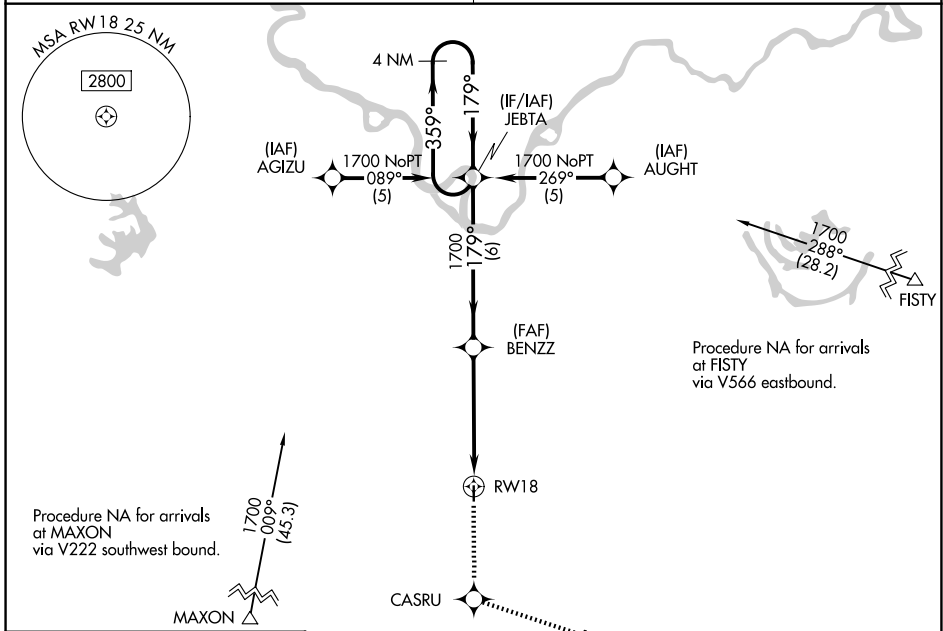 MSA RW18 25 NM
2800
4 NM
359°
179°
(IF/IAF)
JEBTA
(IAF)
AGIZU
1700 NoPT
089°
(5)
1700 NoPT
269°
(5)
(IAF)
AUGHT
1700
179°
(6)
1700
288°
(28.2)
FISTY
(FAF)
BENZZ
Procedure NA for arrivals
at FISTY
via V566 eastbound.
RW18
Procedure NA for arrivals
at MAXON
via V222 southwest bound.
1700
009°
(45.3)
MAXON
CASRU